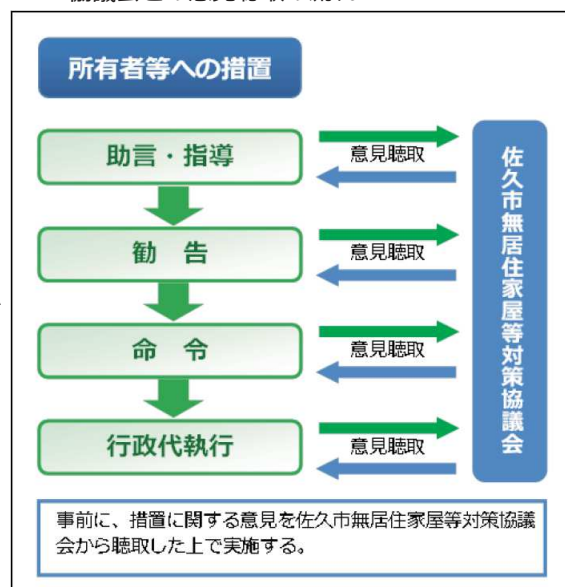 所有者等への措置
助言・指導
意見聴取
勧 告
意見聴取
命 令
意見聴取
行政代執行
意見聴取
佐久市無居住家屋等対策協議会
事前に、措置に関する意見を佐久市無居住家屋等対策協議
会から聴取した上で実施する。